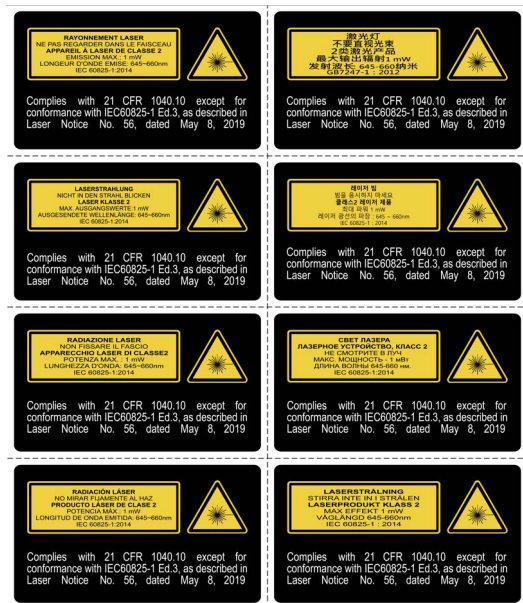 RAYONNEMENT LASER
NE PAS REGARDER DANS LE FAISCEAU
APPAREIL À LASER DE CLASSE 2
EMISSION MAX.: 1 mW
LONGEUR D'ONDE EMISE: 645~660nm
IEC 60825-1:2014
Complies with 21 CFR 1040.10 except for
conformance with IEC60825-1 Ed.3, as described in
Laser Notice No. 56, dated May 8, 2019
激光灯
不要直视光束
2类激光产品
最大输出辐射1 mW
发射波长: 645-660纳米
GB7247-1 : 2012
Complies with 21 CFR 1040.10 except for
conformance with IEC60825-1 Ed.3, as described in
Laser Notice No. 56, dated May 8, 2019
LASERSTRAHLUNG
NICHT IN DEN STRAHL BLICKEN
LASER KLASSE 2
MAX. AUSGANGSWERTE:1 mW
AUSGESENDETE WELLENLÄNGE: 645~660nm
IEC 60825-1:2014
Complies with 21 CFR 1040.10 except for
conformance with IEC60825-1 Ed.3, as described in
Laser Notice No. 56, dated May 8, 2019
레이저 빔
빔을 응시하지 마세요
클래스2 레이저 제품
최대 파워 1 mW
레이저 광선의 파장 : 645 ~ 660nm
IEC 60825-1 : 2014
Complies with 21 CFR 1040.10 except for
conformance with IEC60825-1 Ed.3, as described in
Laser Notice No. 56, dated May 8, 2019
RADIAZIONE LASER
NON FISSARE IL FASCIO
APPARECCHIO LASER DI CLASSE2
POTENZA MAX. : 1 mW
LUNGHEZZA D'ONDA: 645~660nm
IEC 60825-1:2014
Complies with 21 CFR 1040.10 except for
conformance with IEC60825-1 Ed.3, as described in
Laser Notice No. 56, dated May 8, 2019
СВЕТ ЛАЗЕРА
ЛАЗЕРНОЕ УСТРОЙСТВО, КЛАСС 2
НЕ СМОТРИТЕ В ЛУЧ
МАКС. МОЩНОСТЬ - 1 мВт
ДЛИНА ВОЛНЫ 645-660 нм.
IEC 60825-1:2014
Complies with 21 CFR 1040.10 except for
conformance with IEC60825-1 Ed.3, as described in
Laser Notice No. 56, dated May 8, 2019
RADIACIÓN LÁSER
NO MIRAR FIJAMENTE AL HAZ
PRODUCTO LÁSER DE CLASE 2
POTENCIA MÁX.: 1 mW
LONGITUD DE ONDA EMITIDA: 645~660nm
IEC 60825-1:2014
Complies with 21 CFR 1040.10 except for
conformance with IEC60825-1 Ed.3, as described in
Laser Notice No. 56, dated May 8, 2019
LASERSTRÅLNING
STIRRA INTE IN I STRÅLEN
LASERPRODUKT KLASS 2
MAX EFFEKT 1 mW
VÅGLÄNGD 645-660nm
IEC 60825-1 : 2014
Complies with 21 CFR 1040.10 except for
conformance with IEC60825-1 Ed.3, as described in
Laser Notice No. 56, dated May 8, 2019